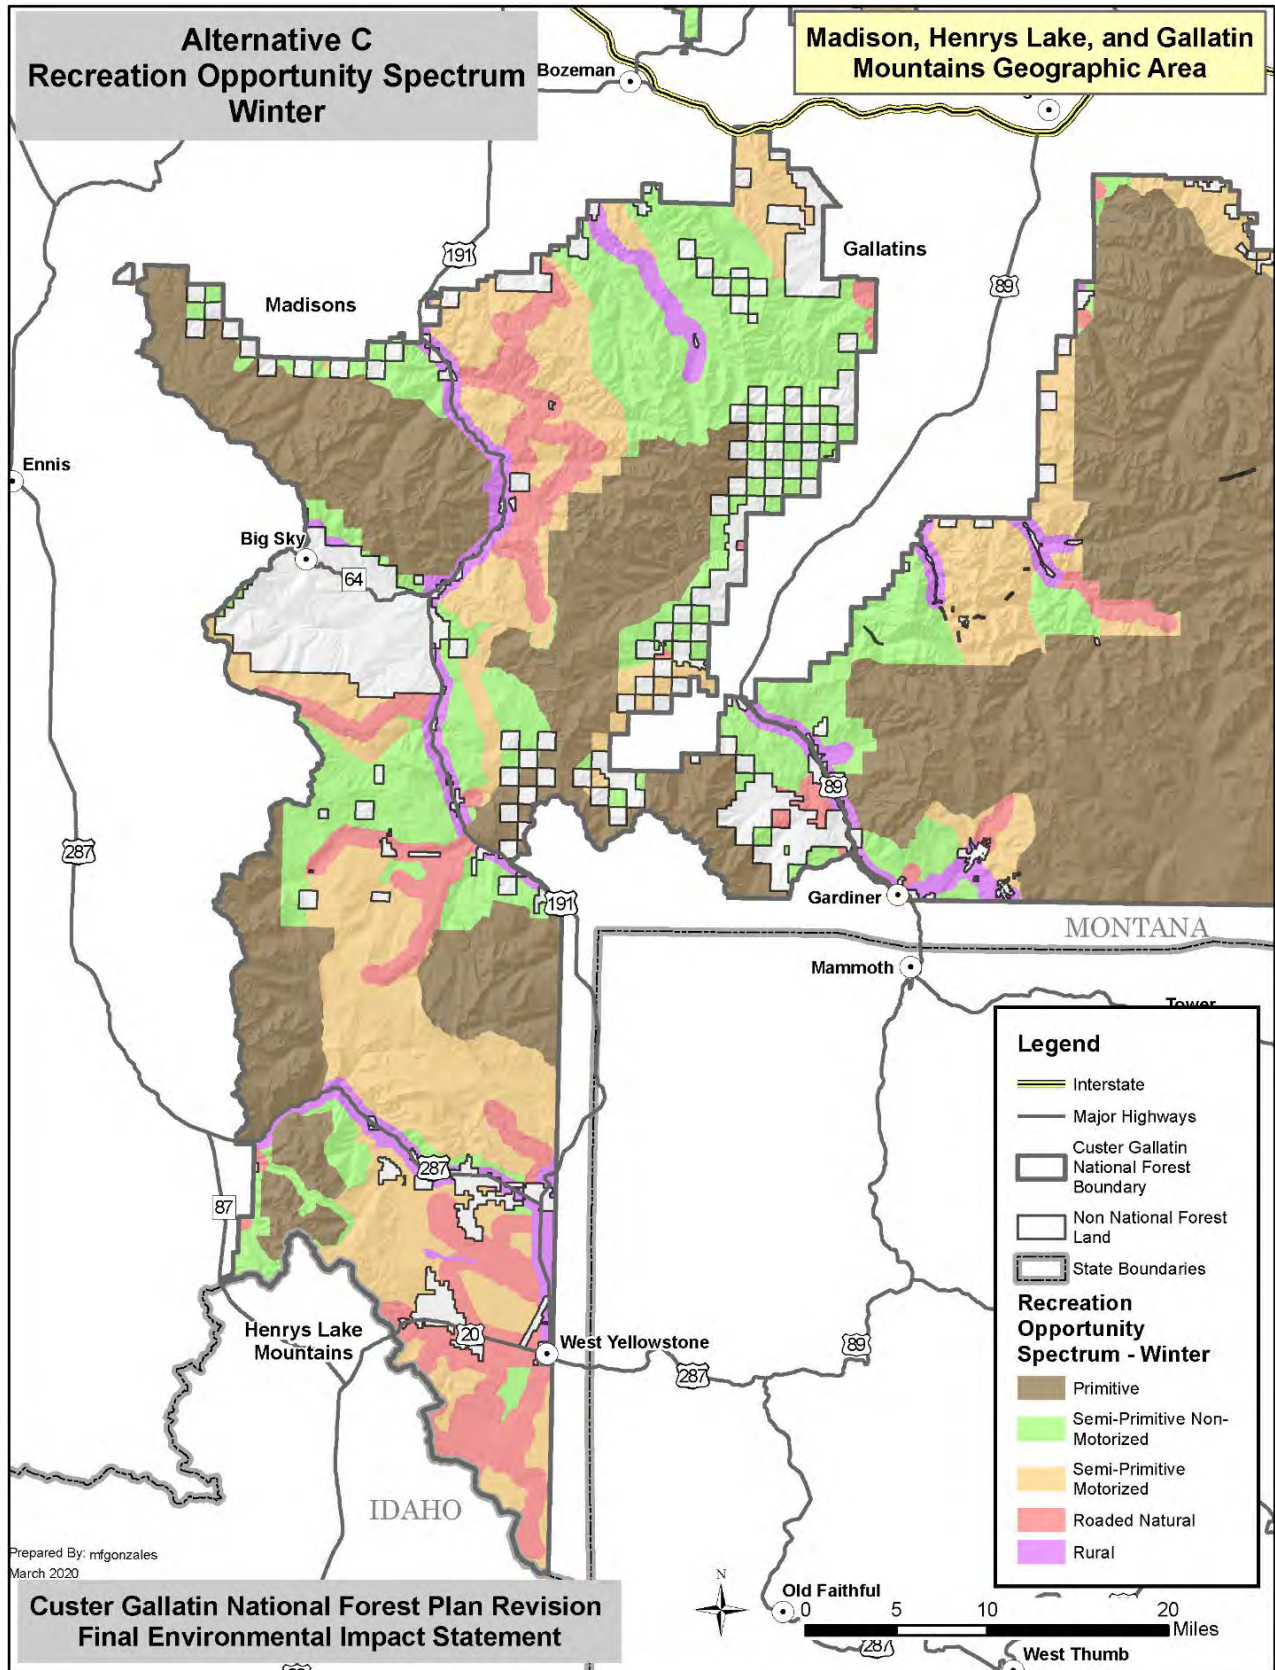 Alternative C
Recreation Opportunity Spectrum
Winter
Madison, Henrys Lake, and Gallatin
Mountains Geographic Area
Bozeman
191
Gallatins
89
Madisons
Ennis
Big Sky
64
89
287
191
Gardiner
MONTANA
Mammoth
Tower
287
87
Henrys Lake
Mountains
20
West Yellowstone
89
287
IDAHO
Legend
Interstate
Major Highways
Custer Gallatin
National Forest
Boundary
Non National Forest
Land
State Boundaries
Recreation
Opportunity
Spectrum - Winter
Primitive
Semi-Primitive Non-
Motorized
Semi-Primitive
Motorized
Roaded Natural
Rural
Prepared By: mfgonzales
March 2020
N
Old Faithful
0 5 10 20
Miles
287
West Thumb
Custer Gallatin National Forest Plan Revision
Final Environmental Impact Statement